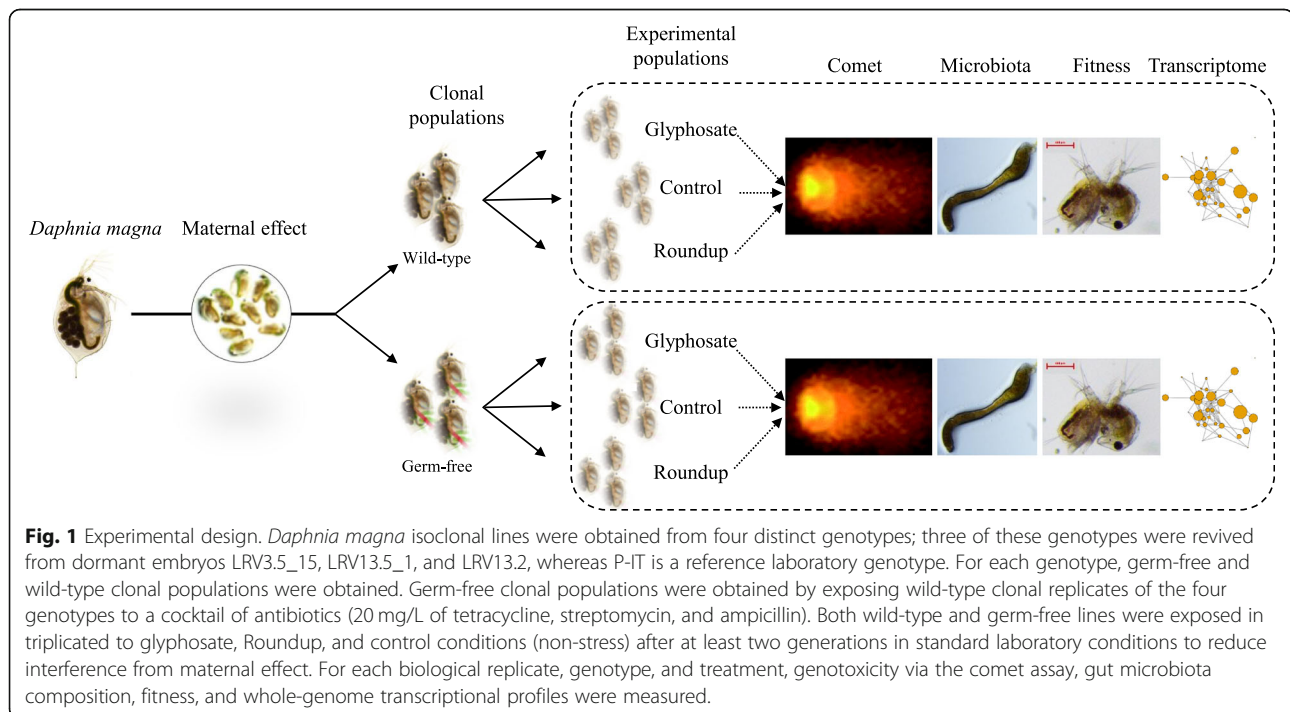 Experimental
populations
Comet
Microbiota
Fitness
Transcriptome
Clonal
populations
Glyphosate
Control
Roundup
Daphnia magna
Maternal effect
Wild-type
Glyphosate
Control
Roundup
Germ-free
Fig. 1 Experimental design. Daphnia magna isoclonal lines were obtained from four distinct genotypes; three of these genotypes were revived
from dormant embryos LRV3.5_15, LRV13.5_1, and LRV13.2, whereas P-IT is a reference laboratory genotype. For each genotype, germ-free and
wild-type clonal populations were obtained. Germ-free clonal populations were obtained by exposing wild-type clonal replicates of the four
genotypes to a cocktail of antibiotics (20 mg/L of tetracycline, streptomycin, and ampicillin). Both wild-type and germ-free lines were exposed in
triplicated to glyphosate, Roundup, and control conditions (non-stress) after at least two generations in standard laboratory conditions to reduce
interference from maternal effect. For each biological replicate, genotype, and treatment, genotoxicity via the comet assay, gut microbiota
composition, fitness, and whole-genome transcriptional profiles were measured.